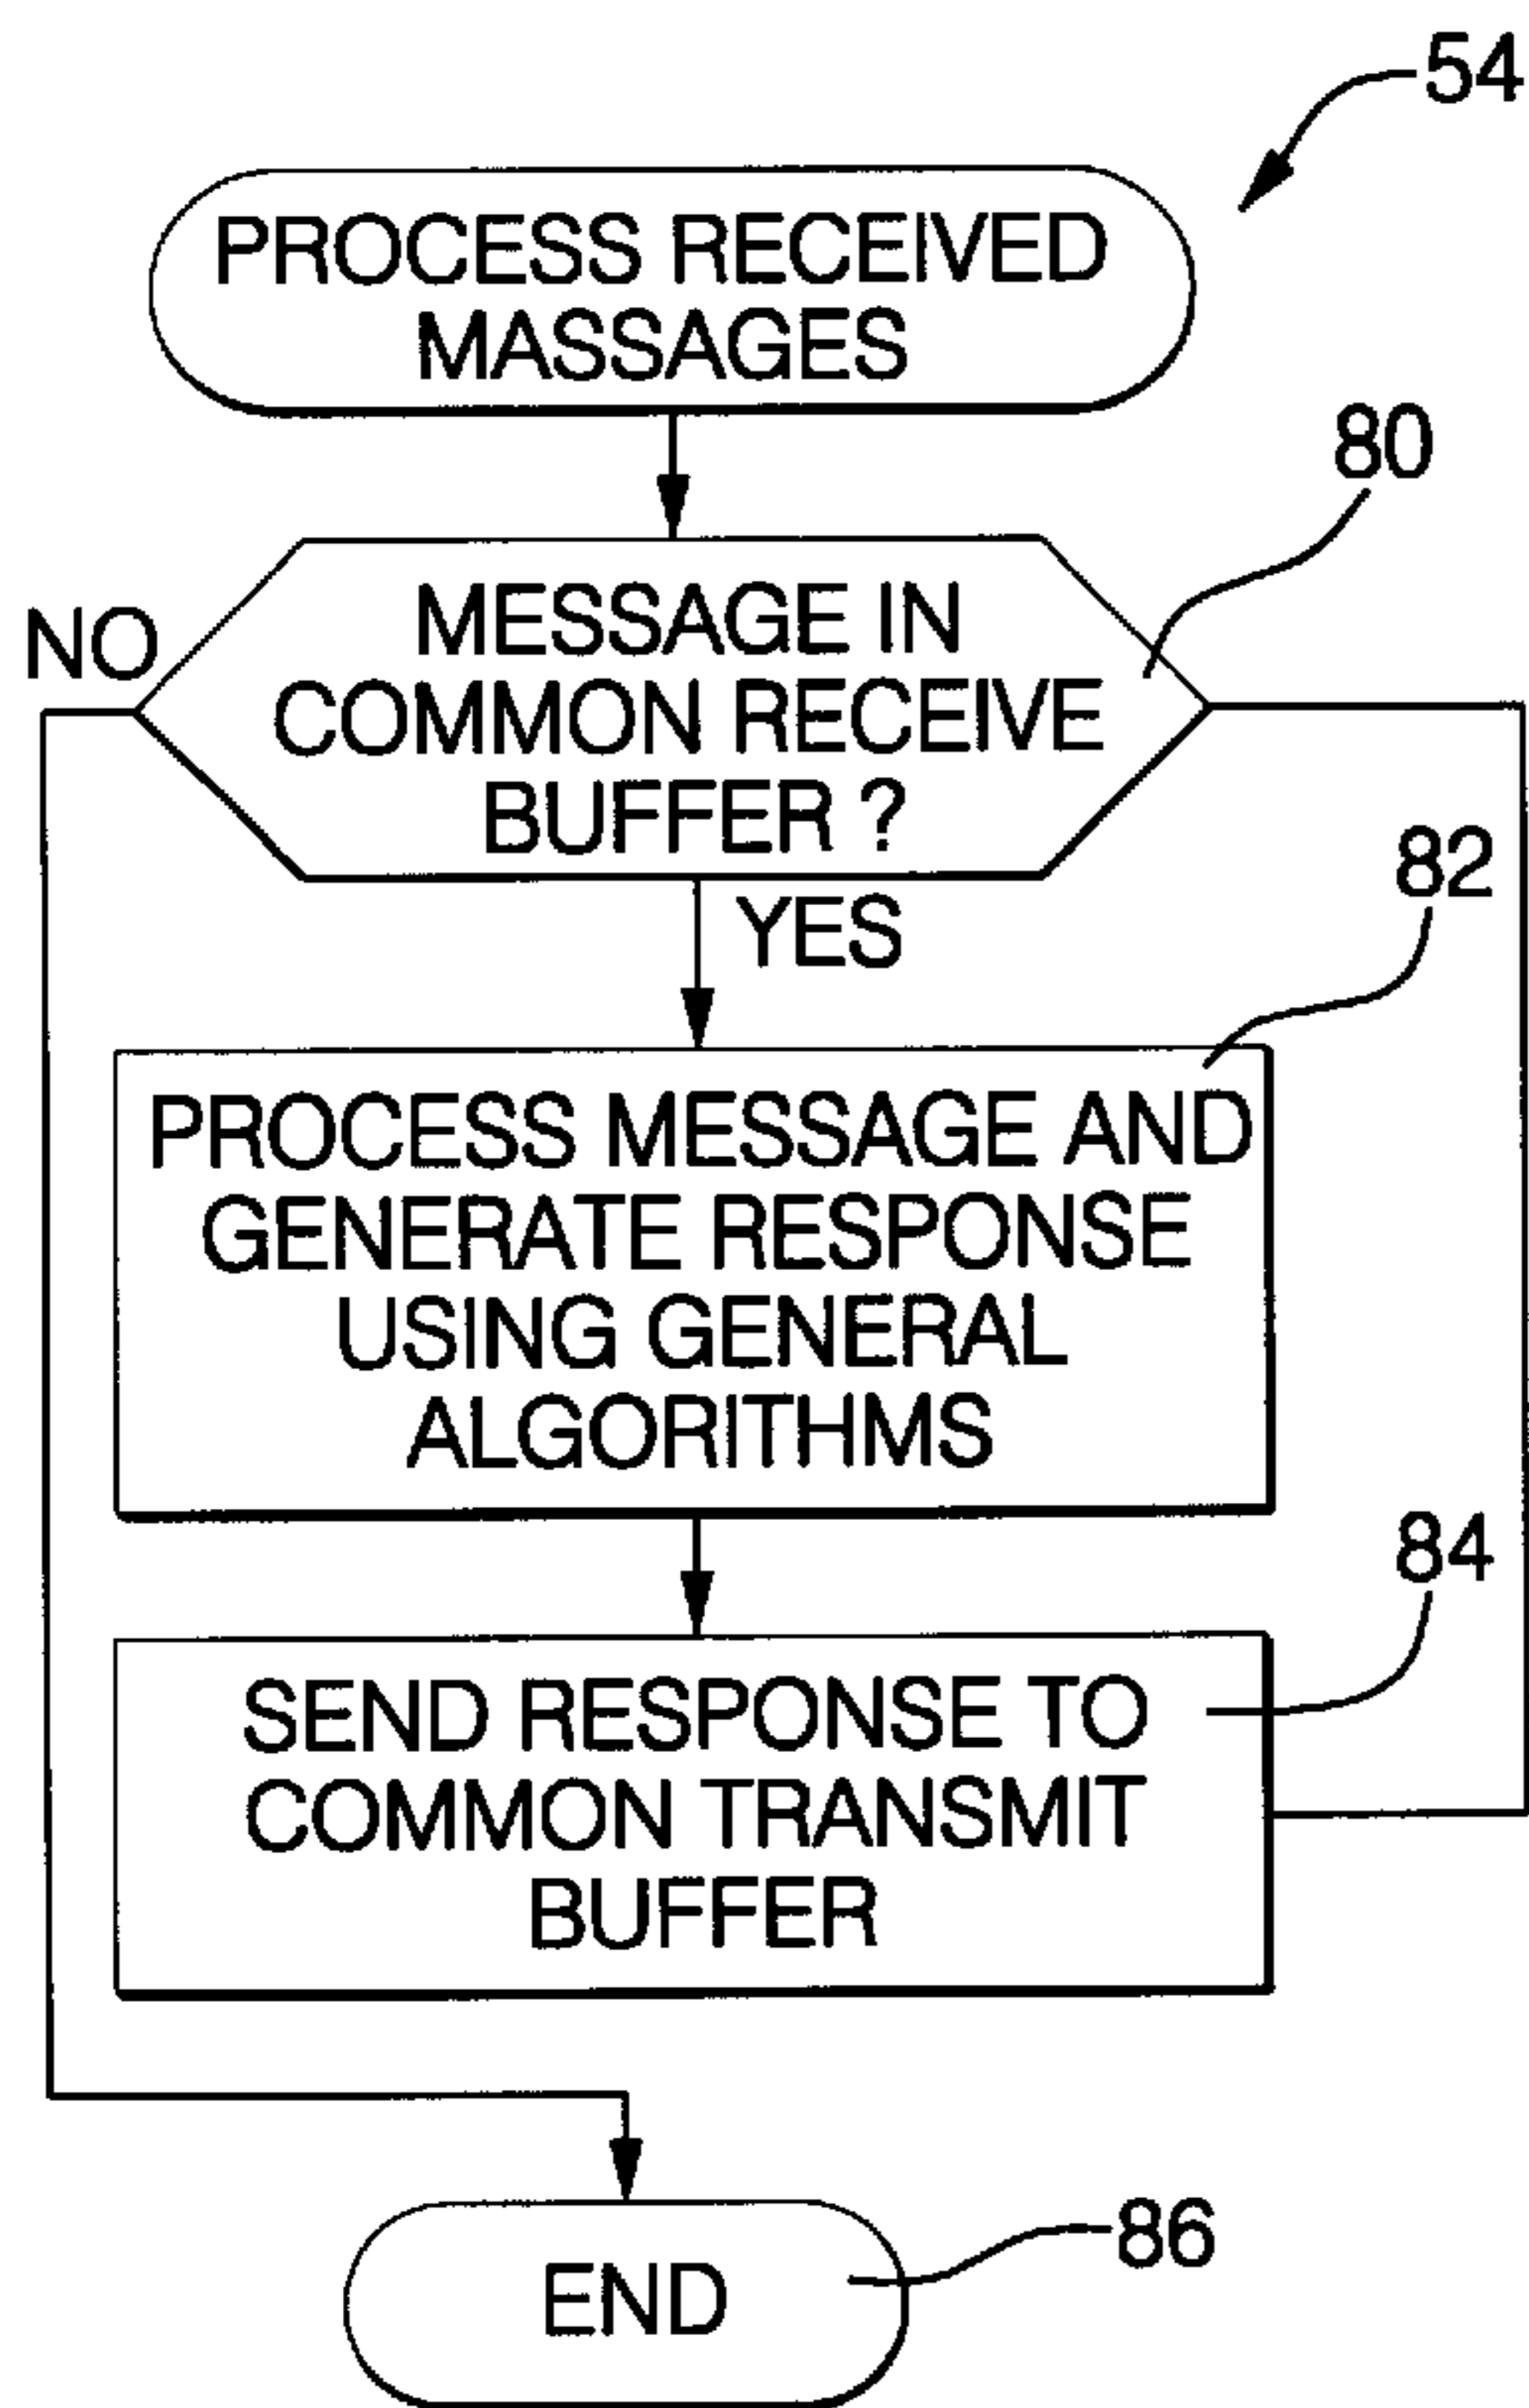 54
PROCESS RECEIVED
MASSAGES
80
MESSAGE IN
COMMON RECEIVE
BUFFER ?
NO
YES
82
PROCESS MESSAGE AND
GENERATE RESPONSE
USING GENERAL
ALGORITHMS
84
SEND RESPONSE TO
COMMON TRANSMIT
BUFFER
86
END